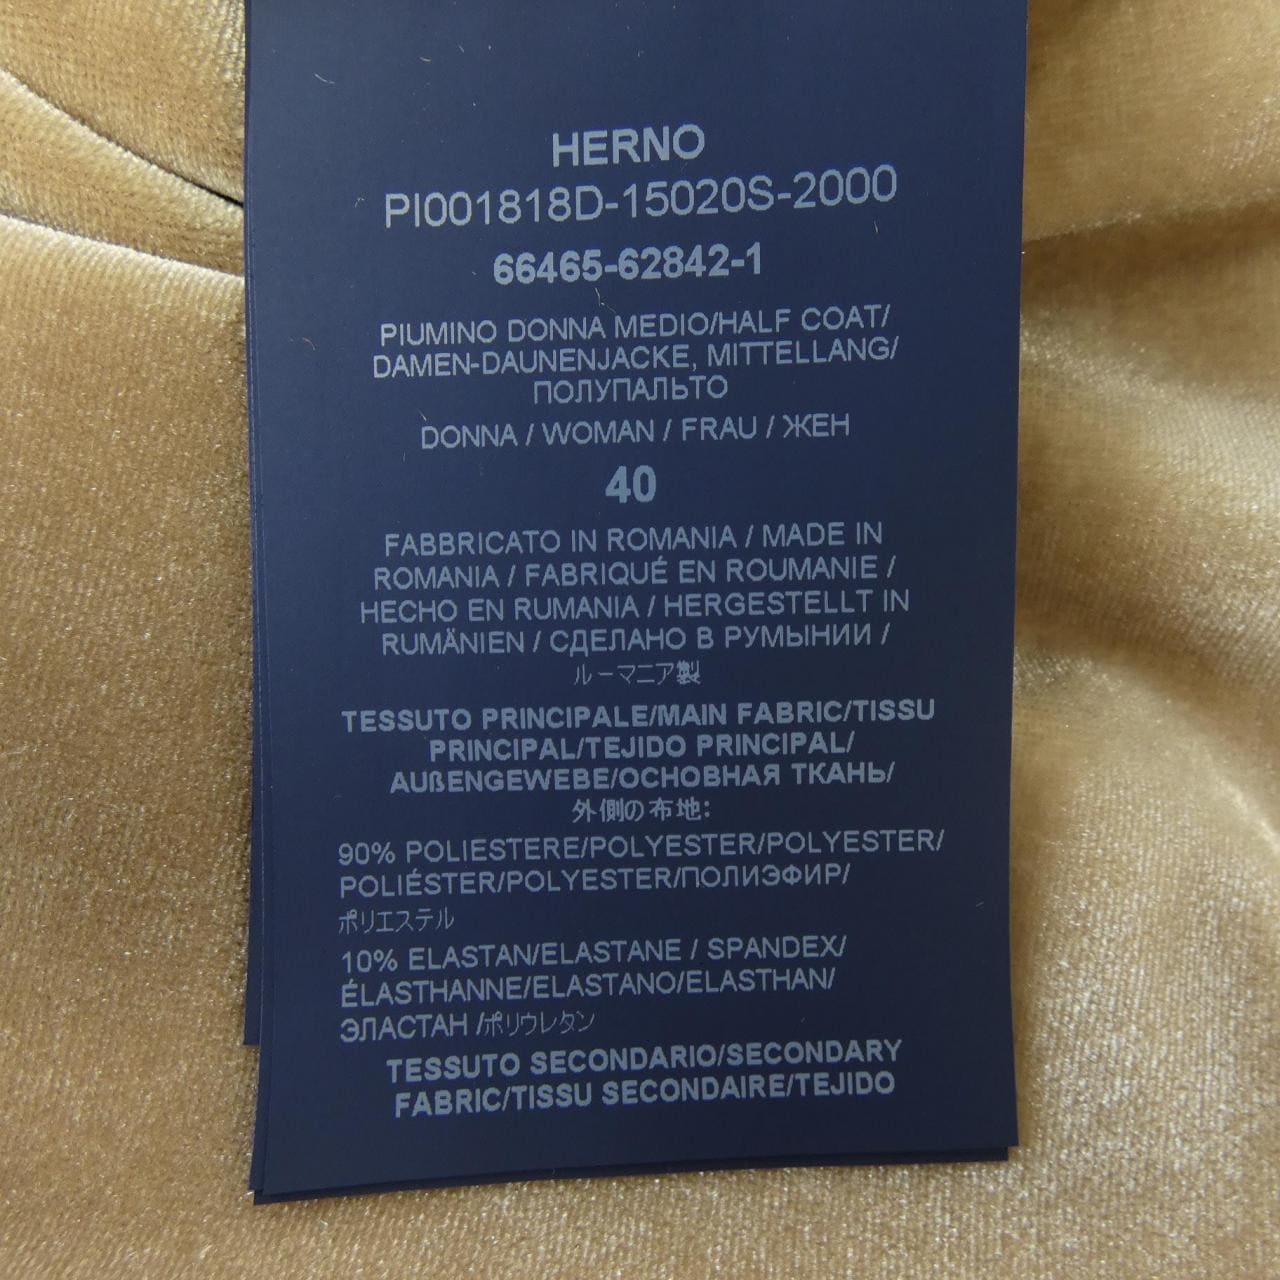 HERNO
PI001818D-15020S-2000
66465-62842-1
PIUMINO DONNA MEDIO/HALF COAT/
DAMEN-DAUNENJACKE, MITTELLANG/
ПОЛУПАЛЬТО
DONNA / WOMAN / FRAU / ЖЕН
40
FABBRICATO IN ROMANIA / MADE IN
ROMANIA / FABRIQUÉ EN ROUMANIE /
HECHO EN RUMANIA / HERGESTELLT IN
RUMÄNIEN / СДЕЛАНО В РУМЫНИИ /
ルーマニア製
TESSUTO PRINCIPALE/MAIN FABRIC/TISSU
PRINCIPAL/TEJIDO PRINCIPAL/
AUßENGEWEBE/ОСНОВНАЯ ТКАНЬ/
外側の布地:
90% POLIESTERE/POLYESTER/POLYESTER/
POLIÉSTER/POLYESTER/ПОЛИЭФИР/
ポリエステル
10% ELASTAN/ELASTANE / SPANDEX/
ÉLASTHANNE/ELASTANO/ELASTHAN/
ЭЛАСТАН /ポリウレタン
TESSUTO SECONDARIO/SECONDARY
FABRIC/TISSU SECONDAIRE/TEJIDO